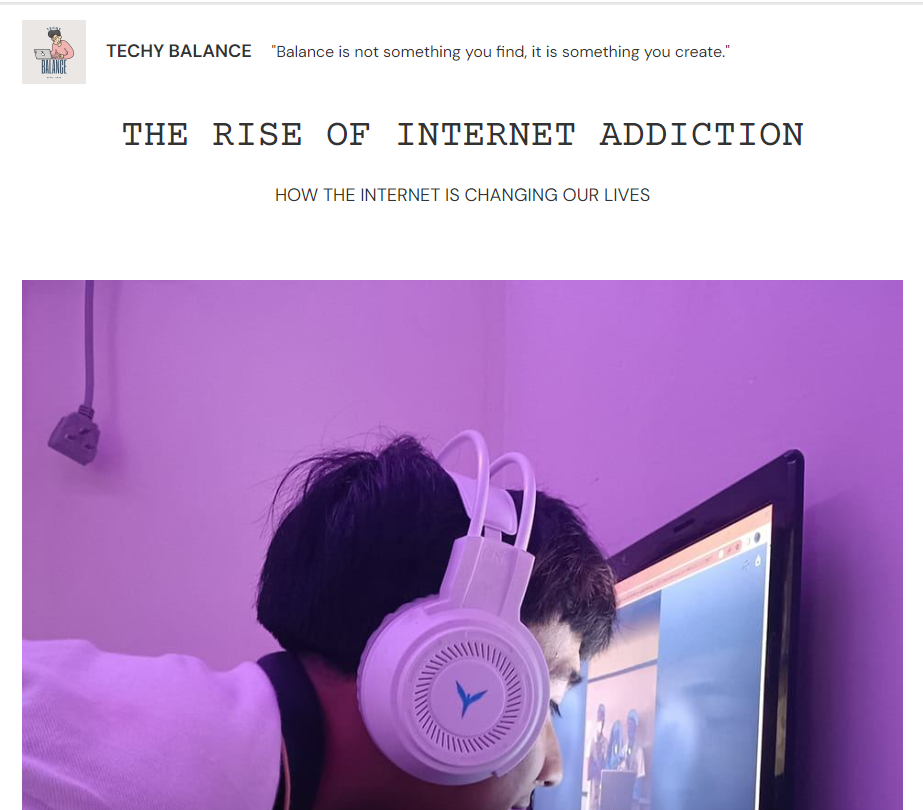 BALANCE
TECHY BALANCE
"Balance is not something you find, it is something you create."
THE RISE OF INTERNET ADDICTION
HOW THE INTERNET IS CHANGING OUR LIVES